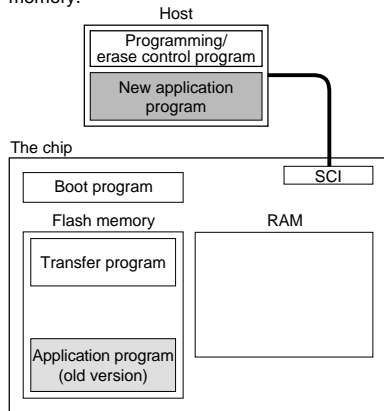 memory.
Host
Programming/
erase control program
New application
program
The chip
SCI
Boot program
Flash memory
RAM
Transfer program
Application program
(old version)